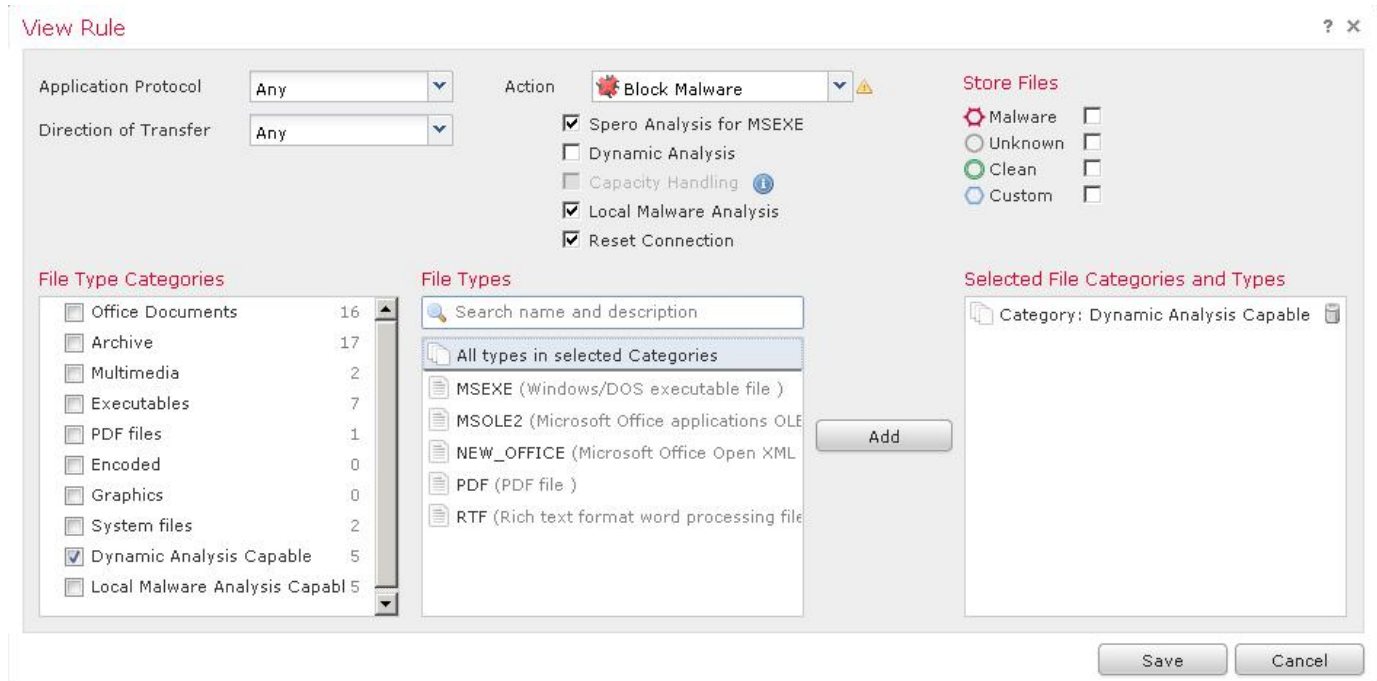 View Rule
? ×
Application Protocol
Any
Action
Block Malware
Store Files
Direction of Transfer
Any
Spero Analysis for MSEXE
Malware
Dynamic Analysis
Unknown
Capacity Handling
Clean
Local Malware Analysis
Custom
Reset Connection
File Type Categories
Office Documents 16
Archive 17
Multimedia 2
Executables 7
PDF files 1
Encoded 0
Graphics 0
System files 2
Dynamic Analysis Capable 5
Local Malware Analysis Capabl 5
File Types
Search name and description
All types in selected Categories
MSEXE (Windows/DOS executable file )
MSOLE2 (Microsoft Office applications OLE
NEW_OFFICE (Microsoft Office Open XML
PDF (PDF file )
RTF (Rich text format word processing file
Add
Selected File Categories and Types
Category: Dynamic Analysis Capable
Save
Cancel